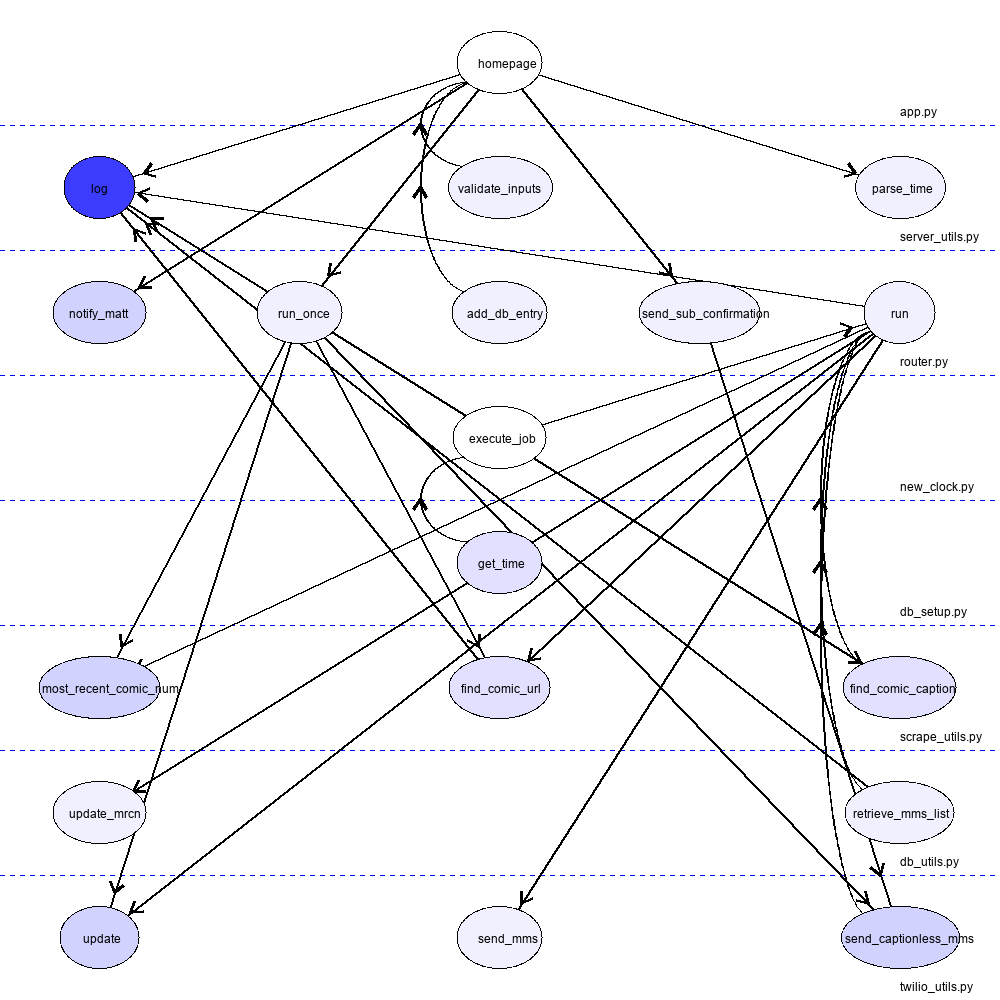 homepage
app.py
log
validate_inputs
parse_time
server_utils.py
notify_matt
run_once
add_db_entry
send_sub_confirmation
run
router.py
execute_job
new_clock.py
get_time
db_setup.py
most_recent_comic_num
find_comic_url
find_comic_caption
scrape_utils.py
update_mrcn
retrieve_mms_list
db_utils.py
update
send_mms
send_captionless_mms
twilio_utils.py